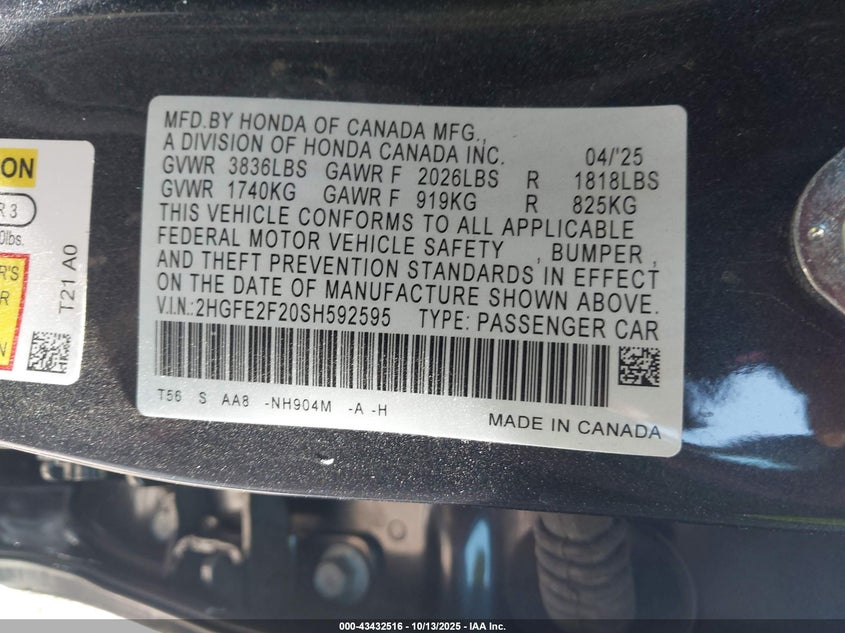 MFD.BY HONDA OF CANADA MFG.,
A DIVISION OF HONDA CANADA INC. 04/'25
GVWR 3836LBS GAWR F 2026LBS R 1818LBS
GVWR 1740KG GAWR F 919KG R 825KG
THIS VEHICLE CONFORMS TO ALL APPLICABLE
FEDERAL MOTOR VEHICLE SAFETY , BUMPER ,
AND THEFT PREVENTION STANDARDS IN EFFECT
ON THE DATE OF MANUFACTURE SHOWN ABOVE.
V.I.N.:2HGFE2F20SH592595 TYPE: PASSENGER CAR
T56 S AA8 -NH904M -A -H
MADE IN CANADA
ON
R 3
0lbs.
R'S
R
N
T21 A0
000-43432516 - 10/13/2025 - IAA Inc.